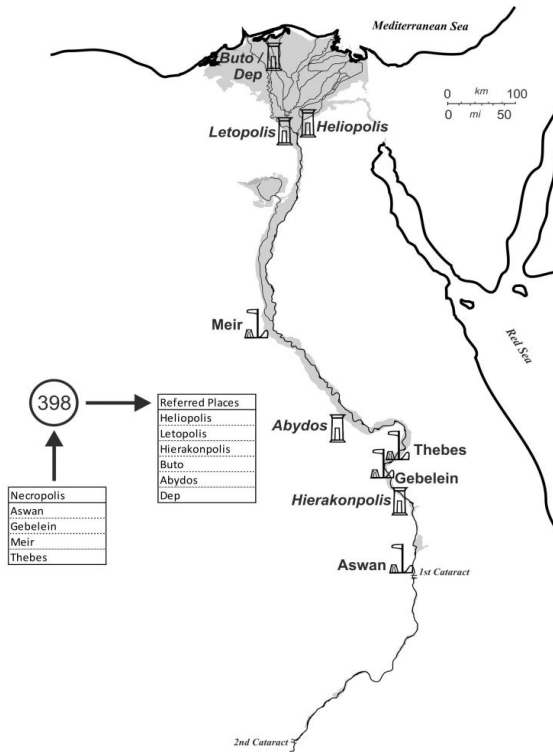 Mediterranean Sea
Buto /
Dep
km
0 100
0 50
mi
Letopolis
Heliopolis
Meir
Red Sea
398
Referred Places
Heliopolis
Letopolis
Hierakonpolis
Buto
Abydos
Dep
Abydos
Thebes
Gebelein
Hierakonpolis
Necropolis
Aswan
Gebelein
Meir
Thebes
Aswan
1st Cataract
2nd Cataract